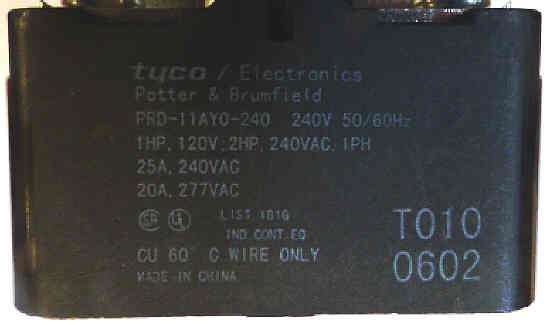 tyco / Electronics
Potter & Brumfield
PRD-11AY0-240 240V 50/60Hz
1HP, 120V; 2HP, 240VAC, 1PH
25A, 240VAC
20A, 277VAC
LIST 1B1G
IND.CONT.EQ
CU 60° C WIRE ONLY
MADE IN CHINA
T010
0602